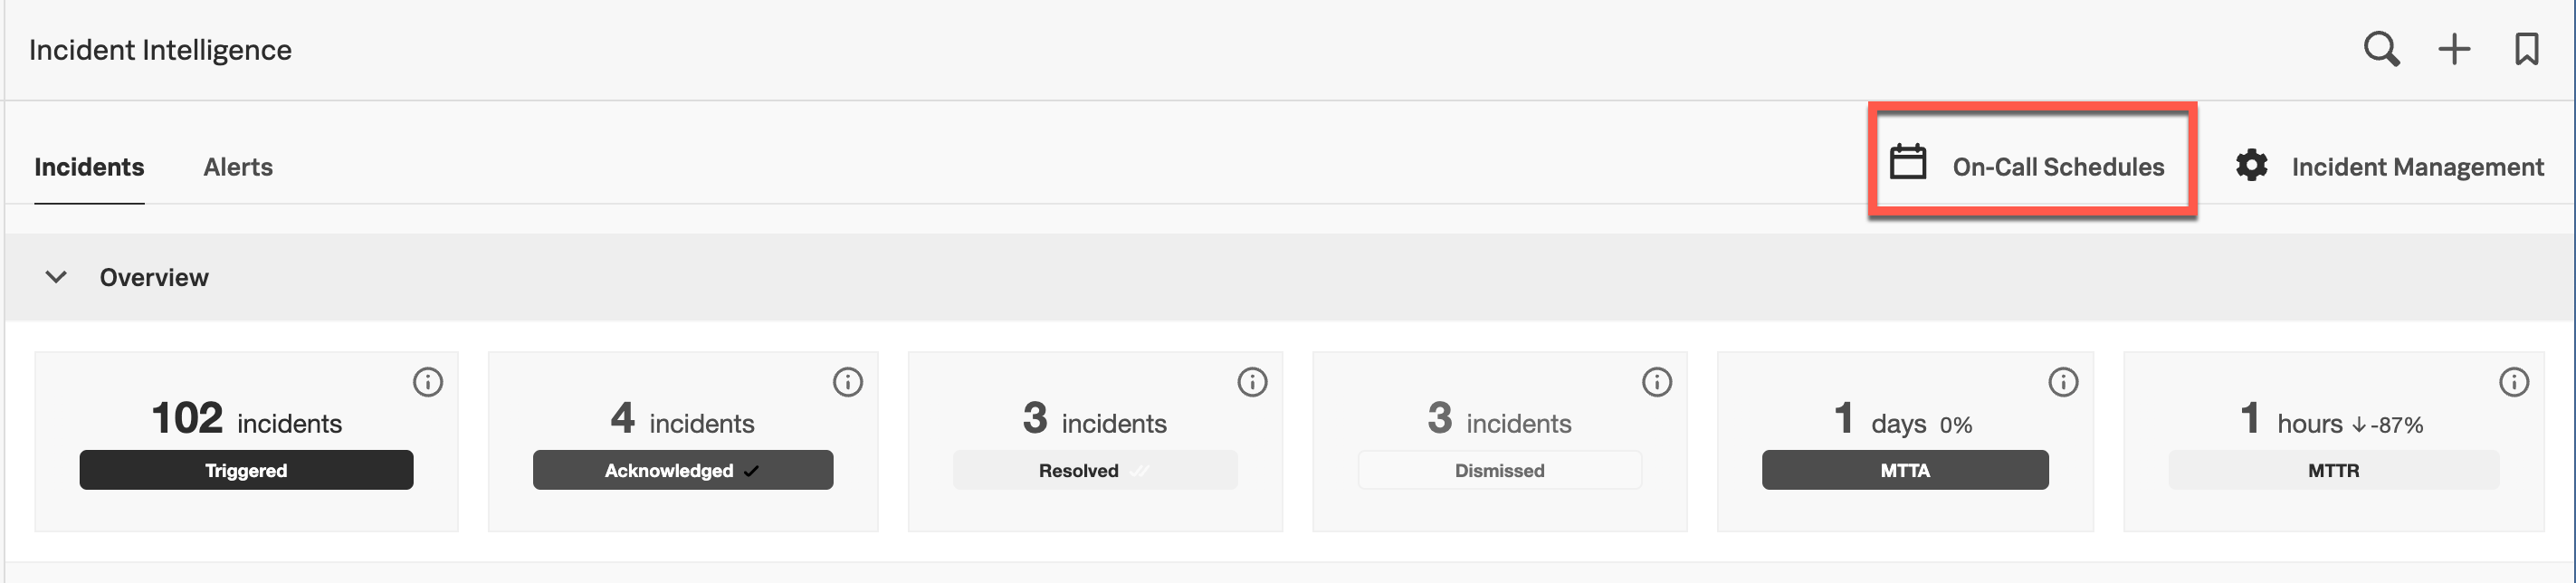 Incident Intelligence
Incidents Alerts On-Call Schedules Incident Management
Overview
102 incidents
Triggered
4 incidents
Acknowledged
3 incidents
Resolved
3 incidents
Dismissed
1 days 0%
MTTA
1 hours ↓ -87%
MTTR